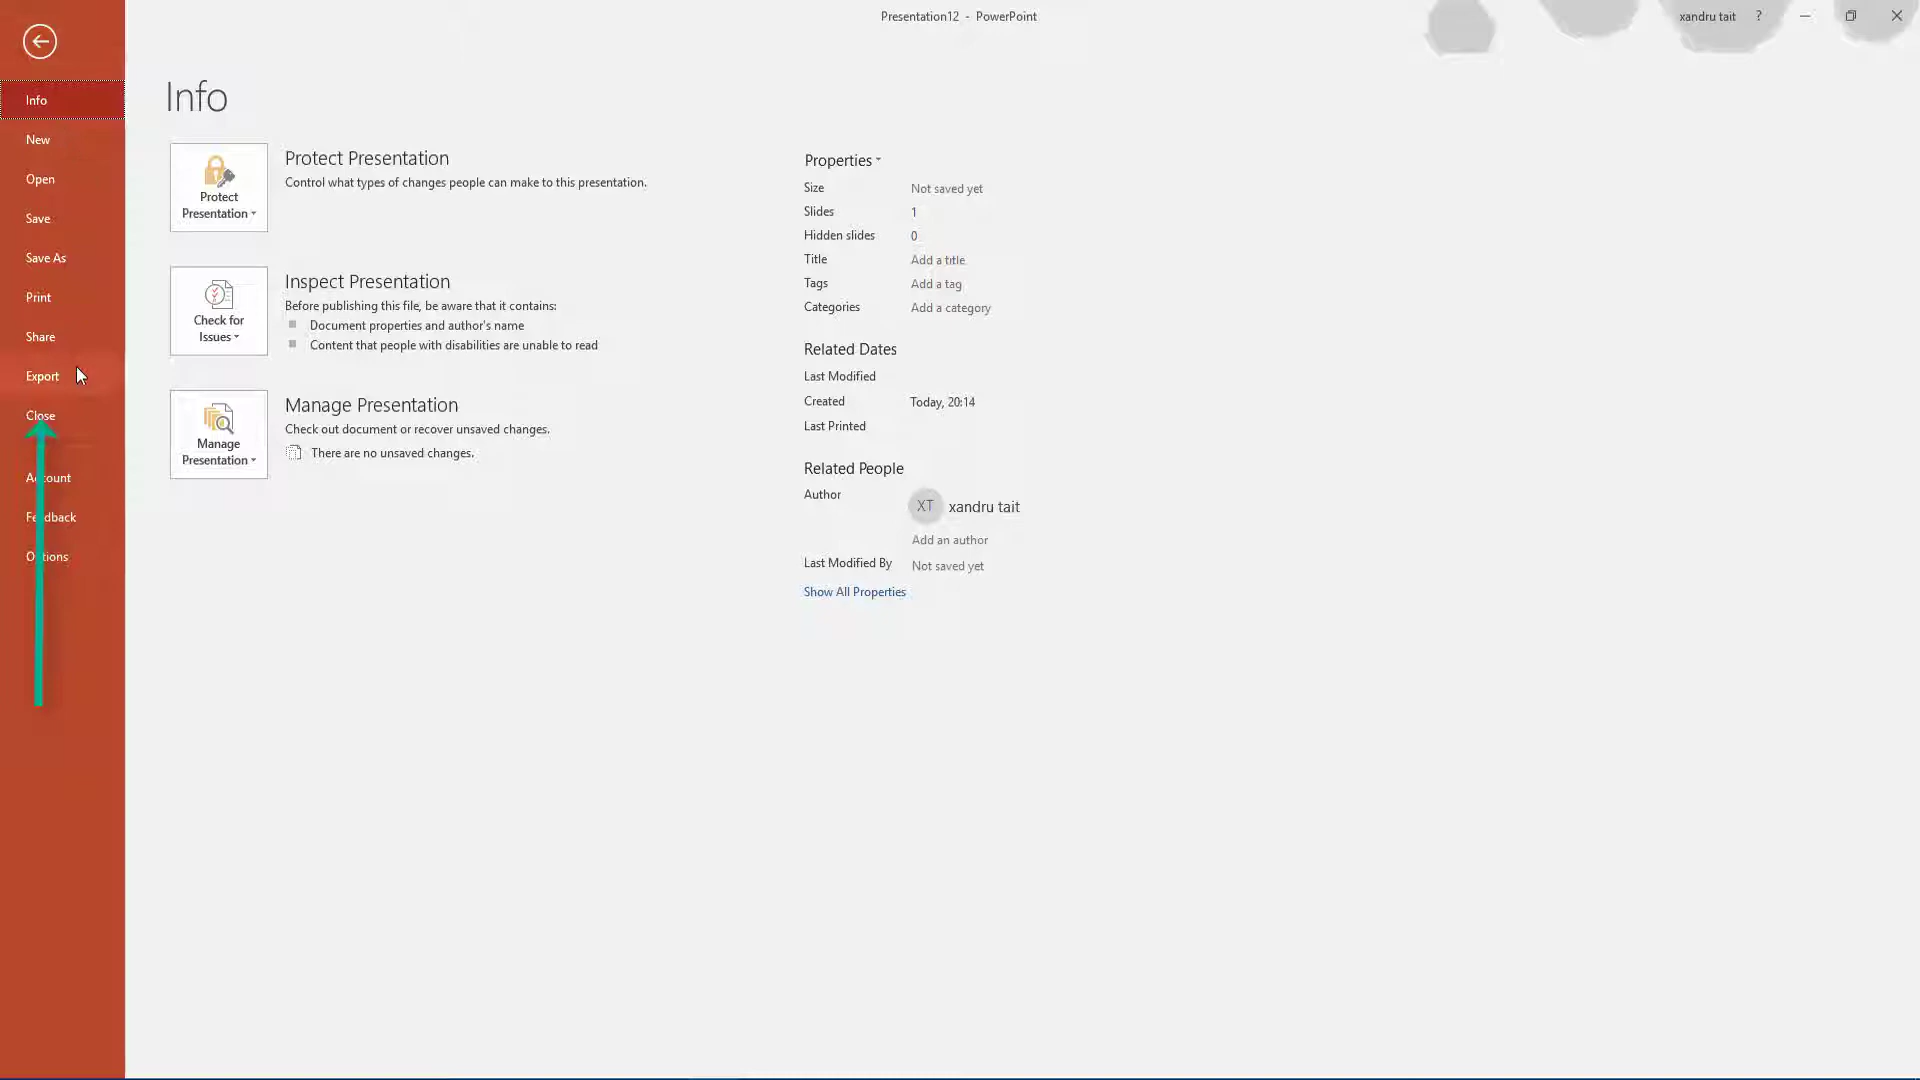 Presentation12 - PowerPoint
xandru tait
?
Info
New
Open
Save
Save As
Print
Share
Export
Close
Account
Feedback
Options
Info
Protect
Presentation
Protect Presentation
Control what types of changes people can make to this presentation.
Check for
Issues
Inspect Presentation
Before publishing this file, be aware that it contains:
Document properties and author's name
Content that people with disabilities are unable to read
Manage
Presentation
Manage Presentation
Check out document or recover unsaved changes.
There are no unsaved changes.
Properties
Size Not saved yet
Slides 1
Hidden slides 0
Title Add a title
Tags Add a tag
Categories Add a category
Related Dates
Last Modified
Created Today, 20:14
Last Printed
Related People
Author XT xandru tait
Add an author
Last Modified By Not saved yet
Show All Properties